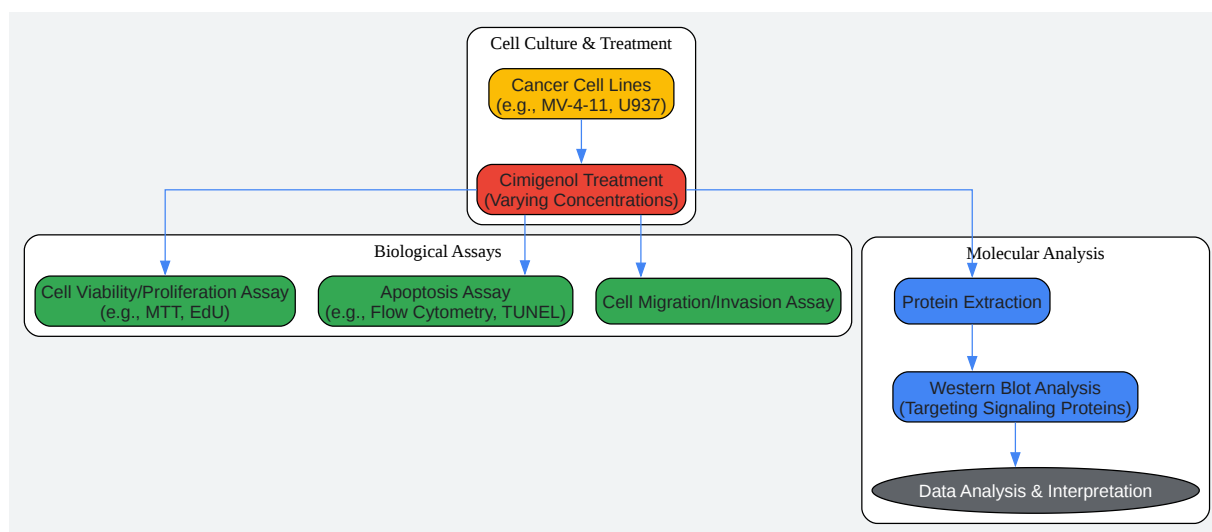 Cell Culture & Treatment
Cancer Cell Lines
(e.g., MV-4-11, U937)
Cimigenol Treatment
(Varying Concentrations)
Biological Assays
Cell Viability/Proliferation Assay
(e.g., MTT, EdU)
Apoptosis Assay
(e.g., Flow Cytometry, TUNEL)
Cell Migration/Invasion Assay
Molecular Analysis
Protein Extraction
Western Blot Analysis
(Targeting Signaling Proteins)
Data Analysis & Interpretation